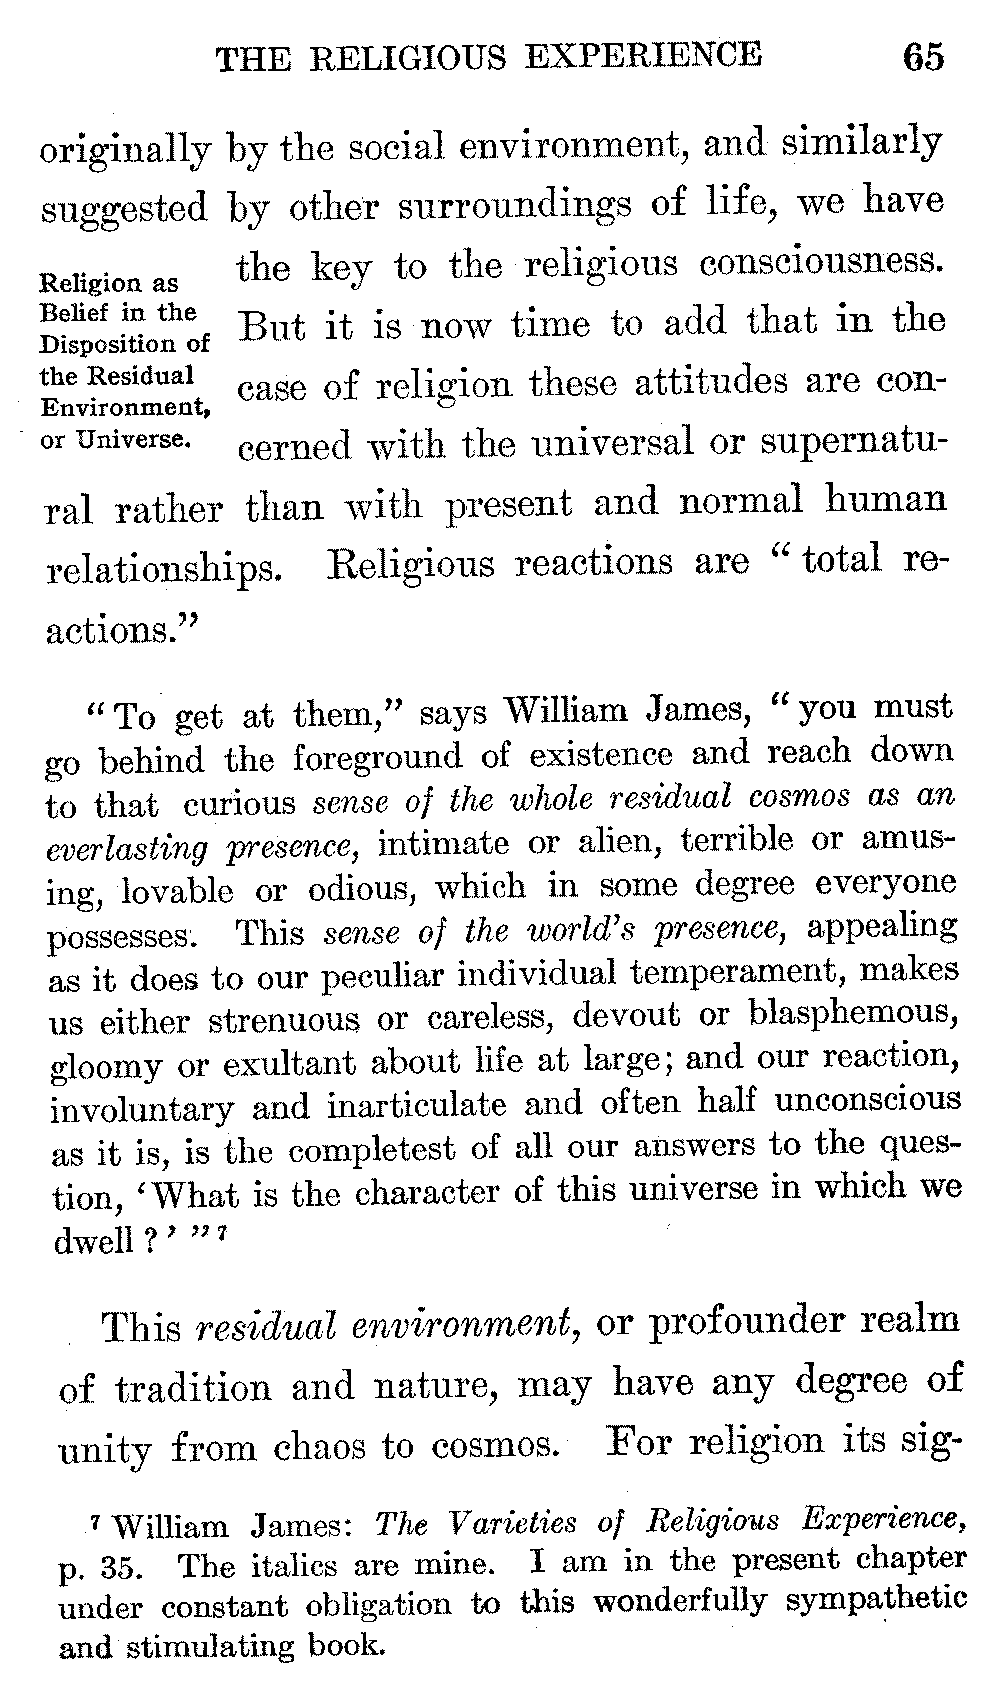 THE RELIGIOUS EXPERIENCE 65
originally by the social environment, and similarly
suggested by other surroundings of life, we have
Religion as
Belief in the
Disposition of
the Residual
Environment,
or Universe.
the key to the religious consciousness.
But it is now time to add that in the
case of religion these attitudes are con-
cerned with the universal or supernatu-
ral rather than with present and normal human
relationships. Religious reactions are “ total re-
actions.”
“ To get at them,” says William James, “ you must
go behind the foreground of existence and reach down
to that curious sense of the whole residual cosmos as an
everlasting presence, intimate or alien, terrible or amus-
ing, lovable or odious, which in some degree everyone
possesses. This sense of the world’s presence, appealing
as it does to our peculiar individual temperament, makes
us either strenuous or careless, devout or blasphemous,
gloomy or exultant about life at large; and our reaction,
involuntary and inarticulate and often half unconscious
as it is, is the completest of all our answers to the ques-
tion, ‘ What is the character of this universe in which we
dwell ? ’ ” 7
This residual environment, or profounder realm
of tradition and nature, may have any degree of
unity from chaos to cosmos. For religion its sig-
7 William James: The Varieties of Religious Experience,
p. 35. The italics are mine. I am in the present chapter
under constant obligation to this wonderfully sympathetic
and stimulating book.